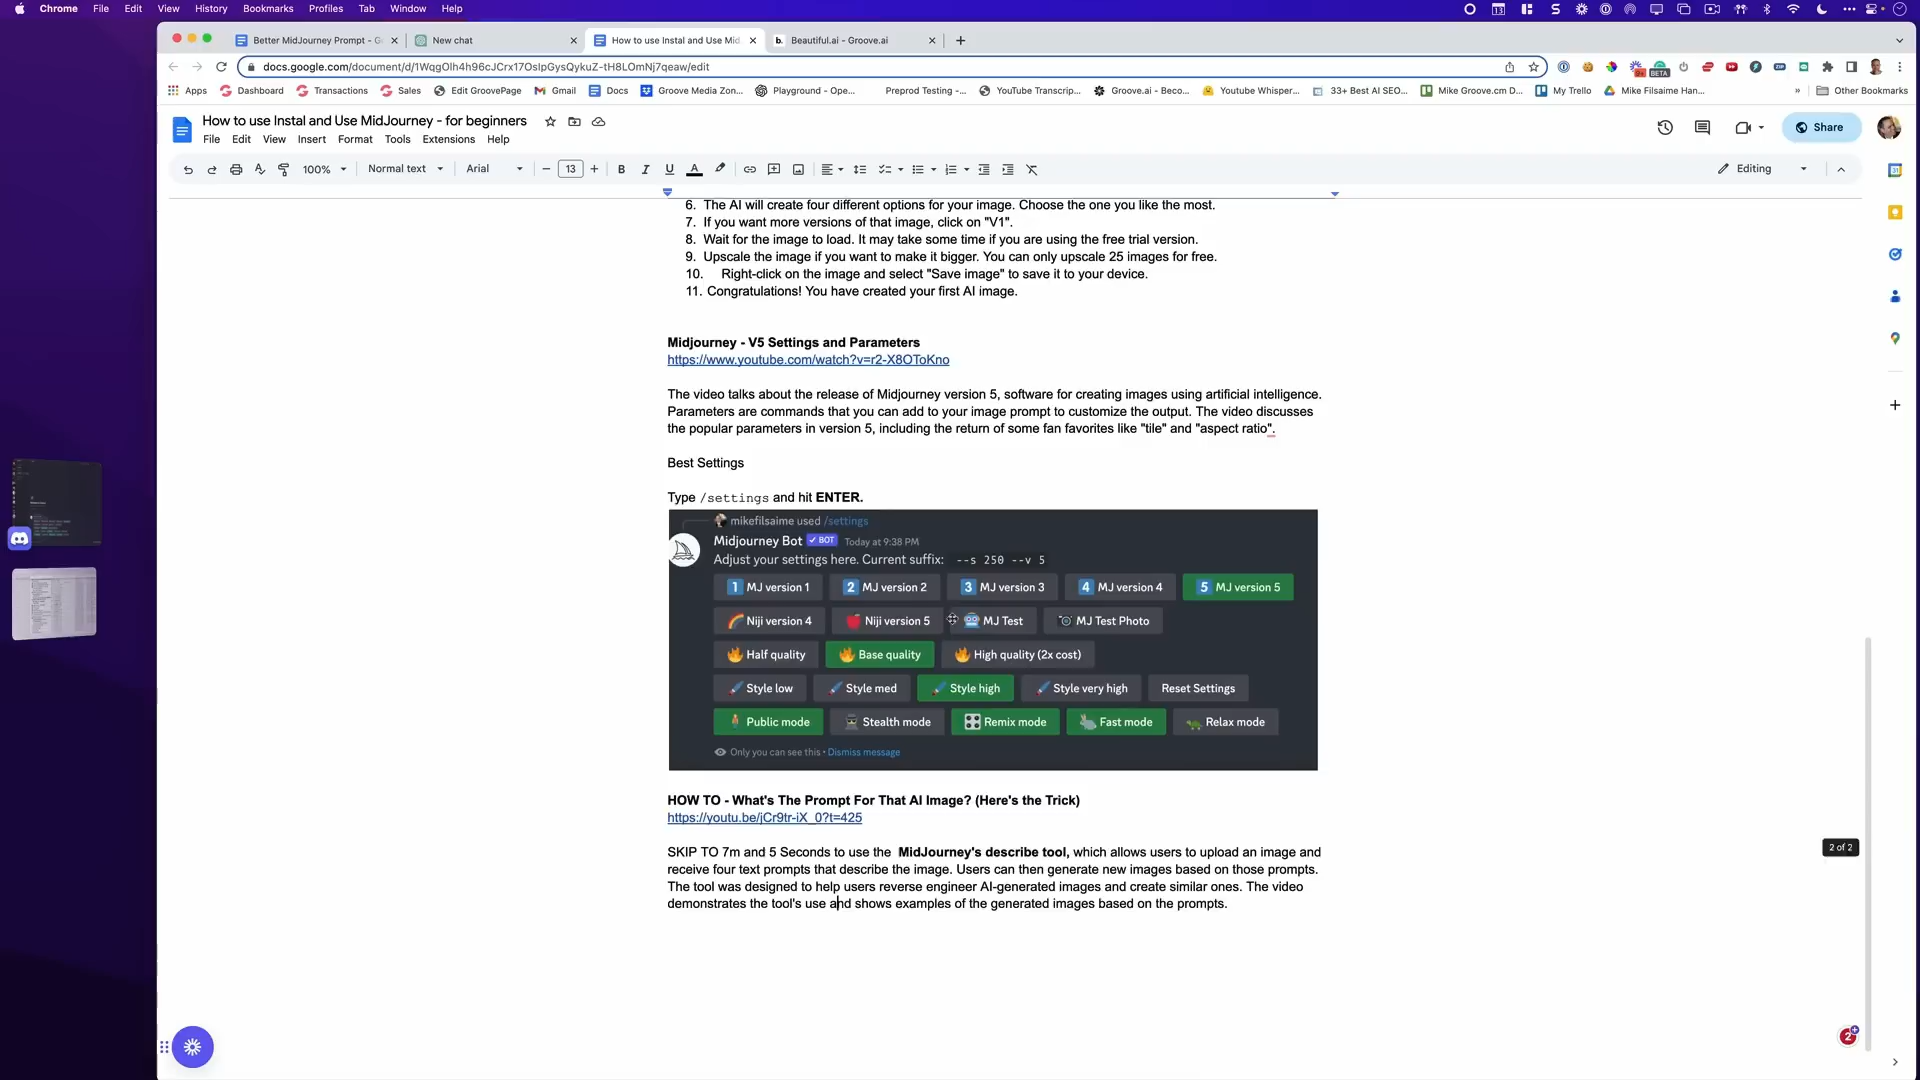 Chrome File Edit View History Bookmarks Profiles Tab Window Help
Better MidJourney Prompt - G
New chat
How to use Instal and Use Mid
b. Beautiful.ai - Groove.ai
docs.google.com/document/d/1WqgOlh4h96cJCrx17OsIpGysQykuZ-tH8LOmNj7qeaw/edit
BETA
Apps Dashboard Transactions Sales Edit GroovePage Gmail Docs Groove Media Zon... Playground - Ope... Preprod Testing -... YouTube Transcrip... Groove.ai - Beco... Youtube Whisper... 33+ Best AI SEO... Mike Groove.cm D... My Trello Mike Filsaime Han... » Other Bookmarks
How to use Instal and Use MidJourney - for beginners
File Edit View Insert Format Tools Extensions Help
Share
100% Normal text Arial 13 B I U A Editing
6. The AI will create four different options for your image. Choose the one you like the most.
7. If you want more versions of that image, click on "V1".
8. Wait for the image to load. It may take some time if you are using the free trial version.
9. Upscale the image if you want to make it bigger. You can only upscale 25 images for free.
10. Right-click on the image and select "Save image" to save it to your device.
11. Congratulations! You have created your first AI image.
Midjourney - V5 Settings and Parameters
https://www.youtube.com/watch?v=r2-X8OToKno
The video talks about the release of Midjourney version 5, software for creating images using artificial intelligence.
Parameters are commands that you can add to your image prompt to customize the output. The video discusses
the popular parameters in version 5, including the return of some fan favorites like "tile" and "aspect ratio".
Best Settings
Type /settings and hit ENTER.
mikefilsaime used /settings
Midjourney Bot ✓ BOT Today at 9:38 PM
Adjust your settings here. Current suffix: --s 250 --v 5
1 MJ version 1 2 MJ version 2 3 MJ version 3 4 MJ version 4 5 MJ version 5
Niji version 4 Niji version 5 MJ Test MJ Test Photo
Half quality Base quality High quality (2x cost)
Style low Style med Style high Style very high Reset Settings
Public mode Stealth mode Remix mode Fast mode Relax mode
Only you can see this • Dismiss message
HOW TO - What's The Prompt For That AI Image? (Here's the Trick)
https://youtu.be/jCr9tr-iX_0?t=425
SKIP TO 7m and 5 Seconds to use the MidJourney's describe tool, which allows users to upload an image and
receive four text prompts that describe the image. Users can then generate new images based on those prompts.
The tool was designed to help users reverse engineer AI-generated images and create similar ones. The video
demonstrates the tool's use and shows examples of the generated images based on the prompts.
2 of 2
2